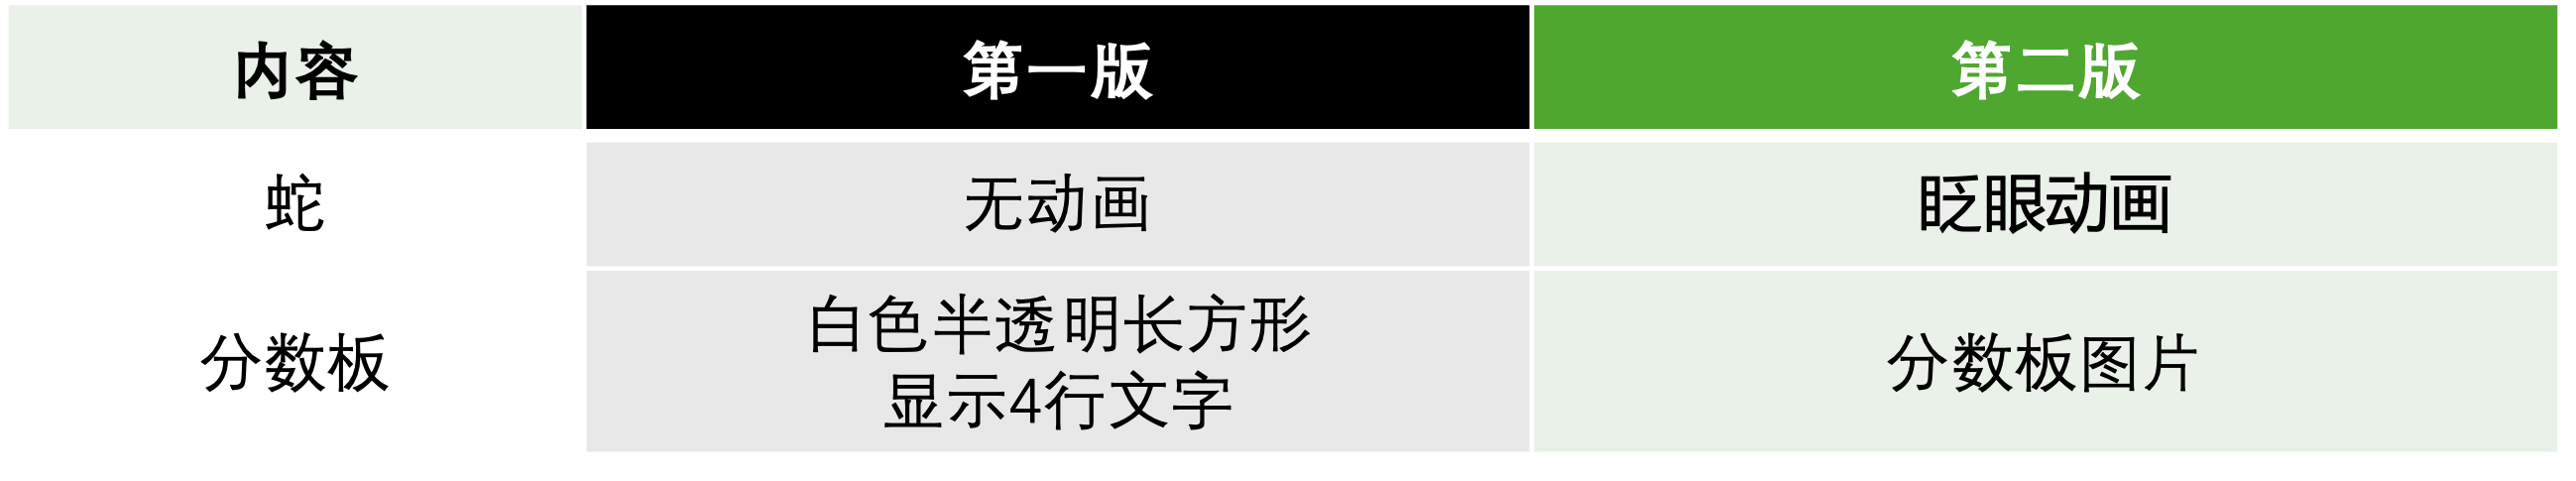 内容 第一版 第二版
蛇 无动画 眨眼动画
分数板 白色半透明长方形
显示4行文字 分数板图片